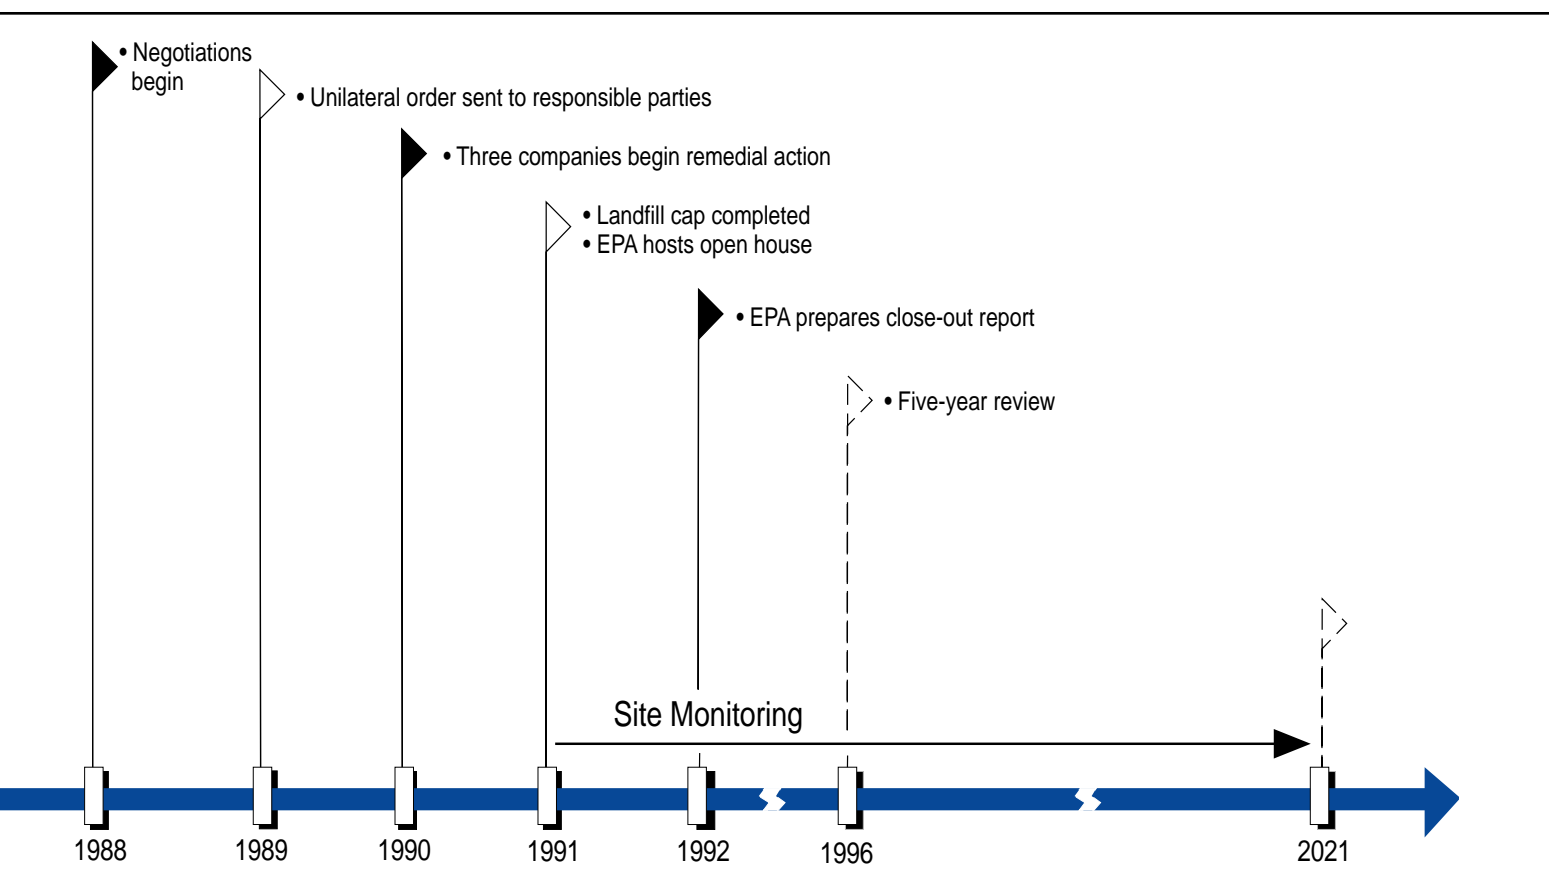 • Negotiations
begin
• Unilateral order sent to responsible parties
• Three companies begin remedial action
• Landfill cap completed
• EPA hosts open house
• EPA prepares close-out report
• Five-year review
Site Monitoring
1988
1989
1990
1991
1992
1996
2021